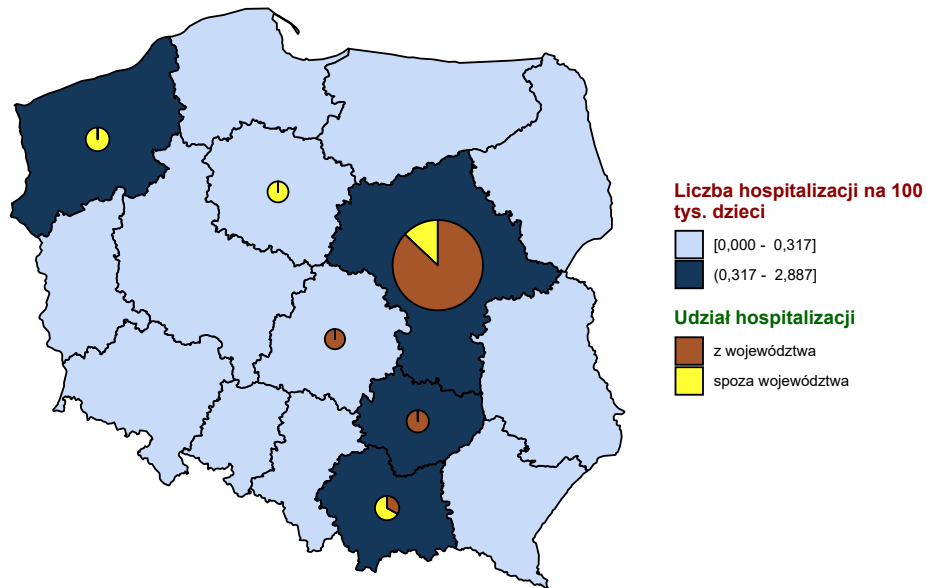 Liczba hospitalizacji na 100
tys. dzieci
[0,000 - 0,317]
(0,317 - 2,887]
Udział hospitalizacji
z województwa
spoza województwa